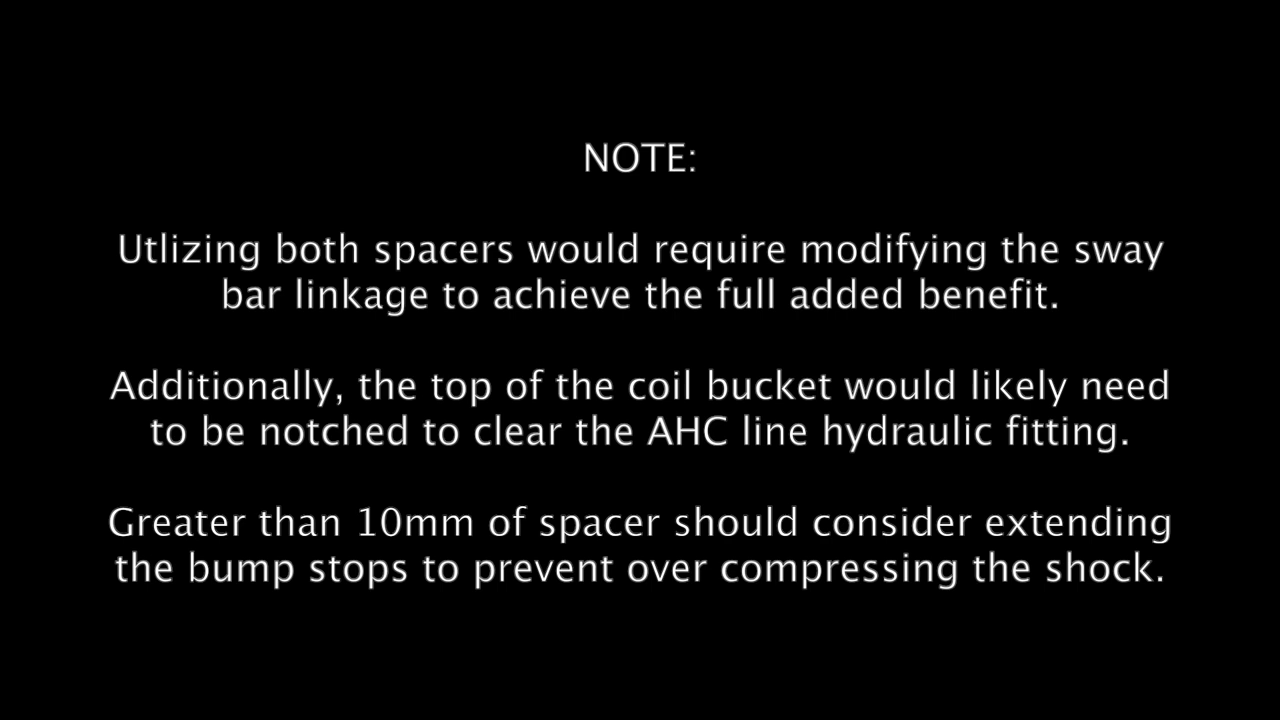 NOTE:
Utlizing both spacers would require modifying the sway
bar linkage to achieve the full added benefit.
Additionally, the top of the coil bucket would likely need
to be notched to clear the AHC line hydraulic fitting.
Greater than 10mm of spacer should consider extending
the bump stops to prevent over compressing the shock.